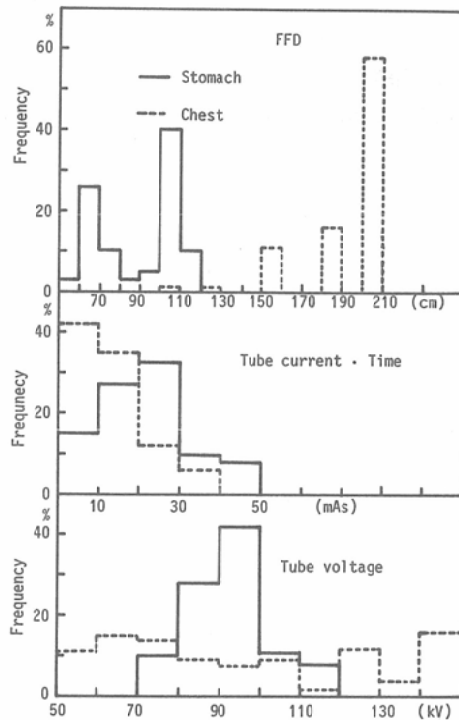 %
FFD
60
Stomach
Chest
40
20
0
Frequency
70 90 110 130 150 170 190 210 (cm)
%
40
Tube current · Time
20
0
Frequnecy
10 30 50 (mAs)
%
40
Tube voltage
20
0
Frequency
50 70 90 110 130 (kV)